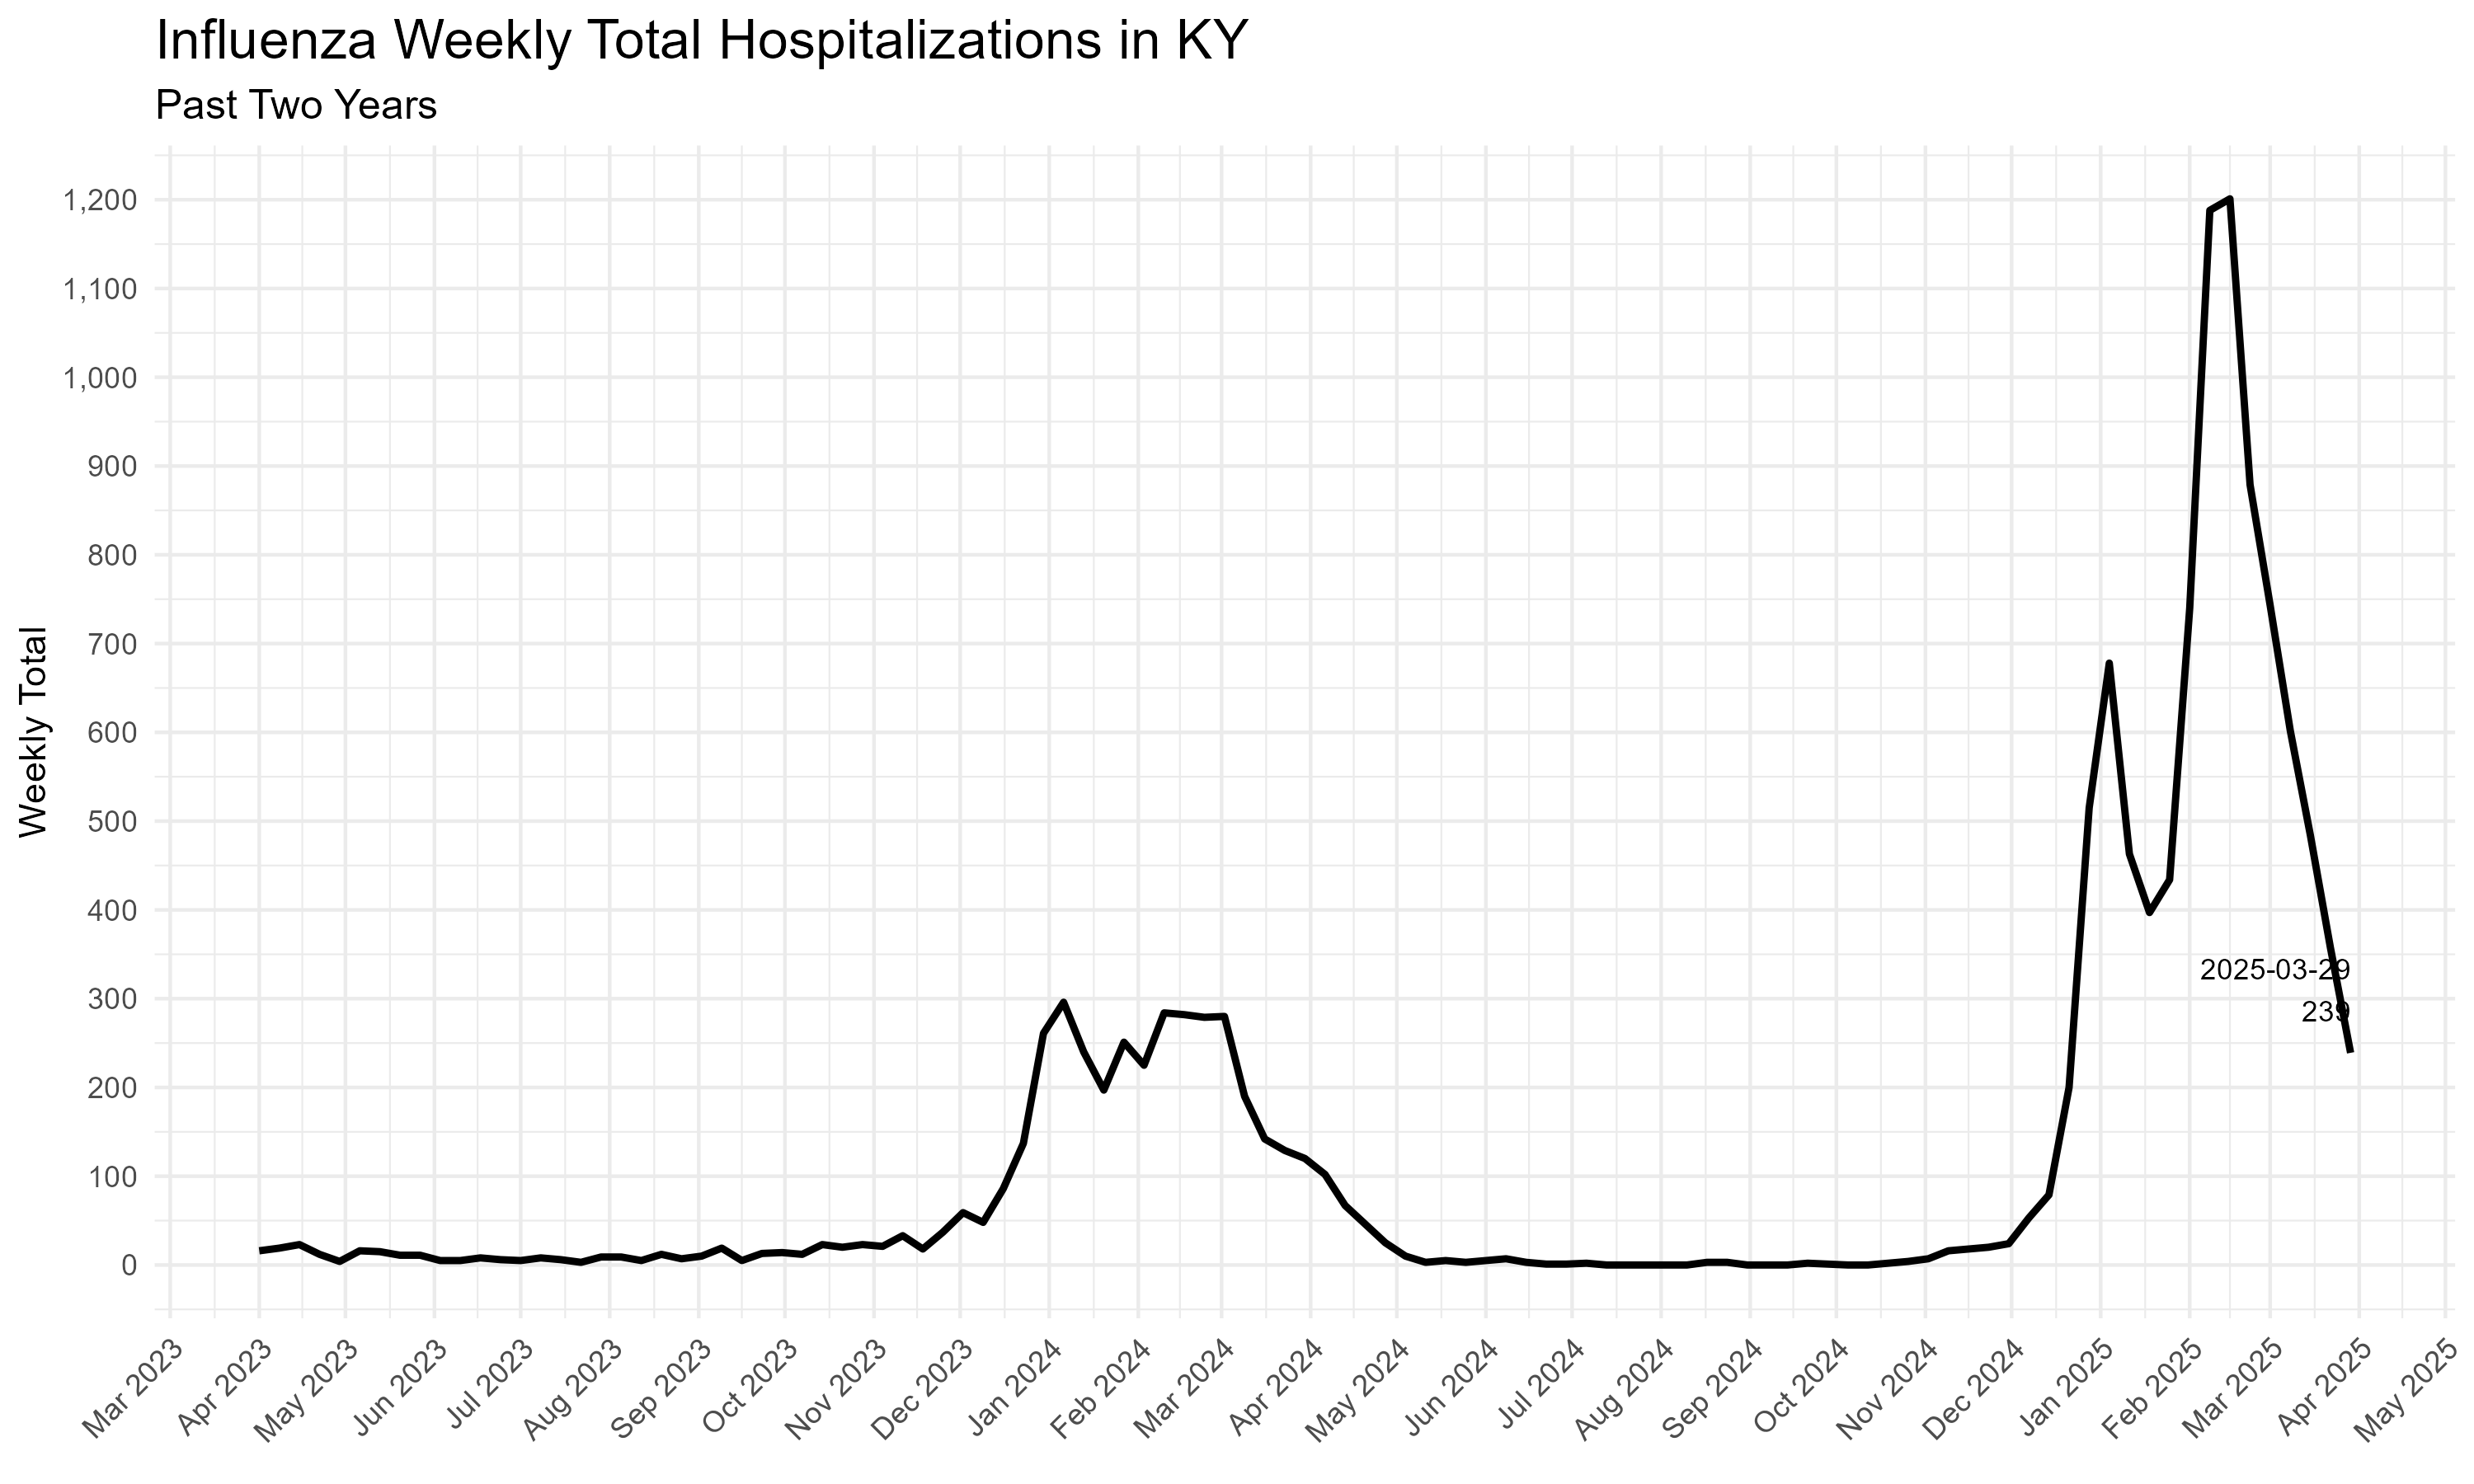 Influenza Weekly Total Hospitalizations in KY
Past Two Years
Weekly Total
1,200
1,100
1,000
900
800
700
600
500
400
300
200
100
0
2025-03-29
239
Mar 2023
Apr 2023
May 2023
Jun 2023
Jul 2023
Aug 2023
Sep 2023
Oct 2023
Nov 2023
Dec 2023
Jan 2024
Feb 2024
Mar 2024
Apr 2024
May 2024
Jun 2024
Jul 2024
Aug 2024
Sep 2024
Oct 2024
Nov 2024
Dec 2024
Jan 2025
Feb 2025
Mar 2025
Apr 2025
May 2025